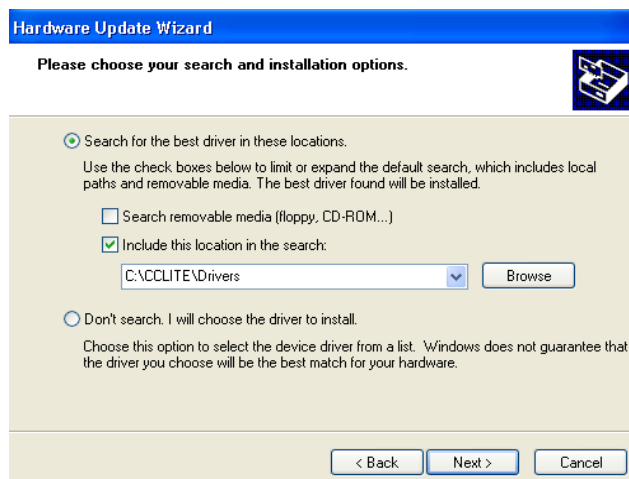 Hardware Update Wizard
Please choose your search and installation options.
Search for the best driver in these locations.
Use the check boxes below to limit or expand the default search, which includes local
paths and removable media. The best driver found will be installed.
Search removable media (floppy, CD-ROM...)
Include this location in the search:
C:\CCLITE\Drivers
Browse
Don't search. I will choose the driver to install.
Choose this option to select the device driver from a list.  Windows does not guarantee that
the driver you choose will be the best match for your hardware.
< Back
Next >
Cancel